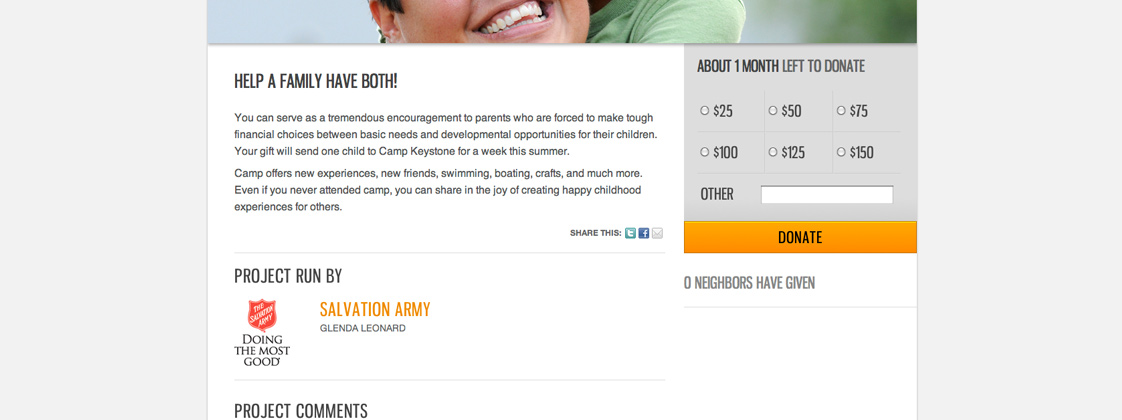 HELP A FAMILY HAVE BOTH!
You can serve as a tremendous encouragement to parents who are forced to make tough
financial choices between basic needs and developmental opportunities for their children.
Your gift will send one child to Camp Keystone for a week this summer.
Camp offers new experiences, new friends, swimming, boating, crafts, and much more.
Even if you never attended camp, you can share in the joy of creating happy childhood
experiences for others.
SHARE THIS:
PROJECT RUN BY
THE
SALVATION
ARMY
DOING
THE MOST
GOOD
SALVATION ARMY
GLENDA LEONARD
PROJECT COMMENTS
ABOUT 1 MONTH LEFT TO DONATE
$25 $50 $75
$100 $125 $150
OTHER
DONATE
0 NEIGHBORS HAVE GIVEN